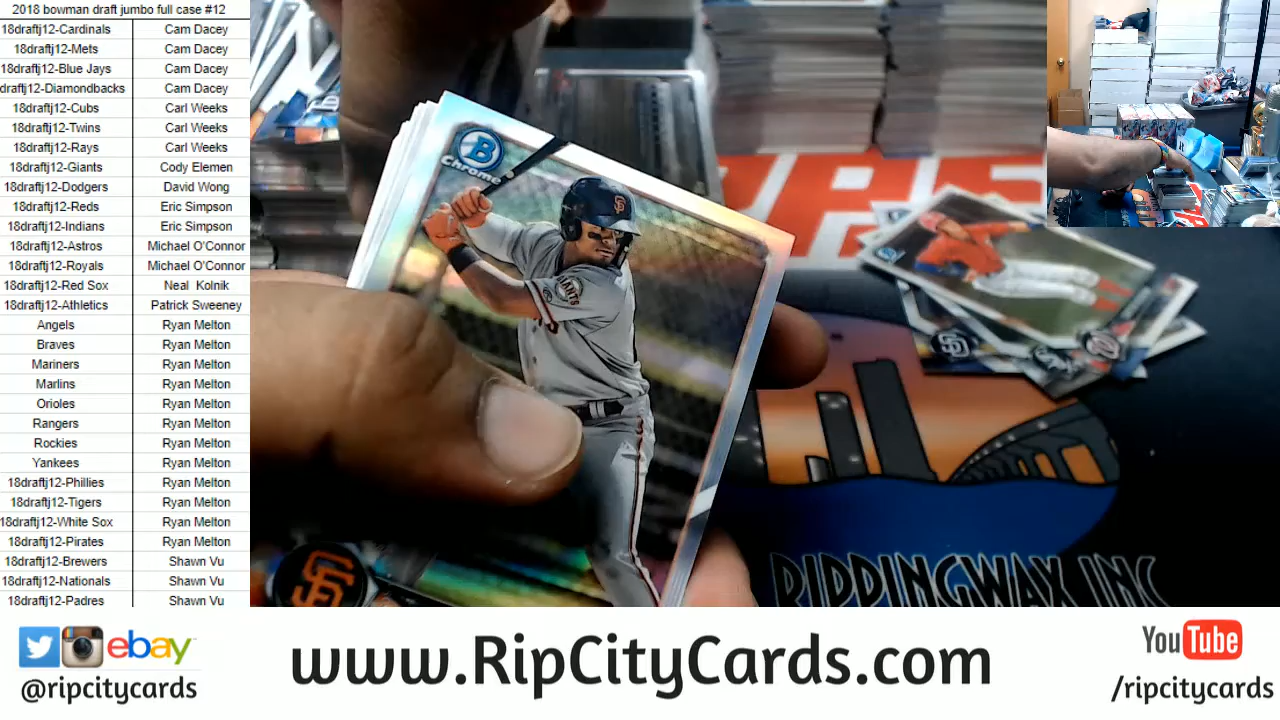 2018 bowman draft jumbo full case #12
18draftj12-Cardinals Cam Dacey
18draftj12-Mets Cam Dacey
18draftj12-Blue Jays Cam Dacey
draftj12-Diamondbacks Cam Dacey
18draftj12-Cubs Carl Weeks
18draftj12-Twins Carl Weeks
18draftj12-Rays Carl Weeks
18draftj12-Giants Cody Elemen
18draftj12-Dodgers David Wong
18draftj12-Reds Eric Simpson
18draftj12-Indians Eric Simpson
18draftj12-Astros Michael O'Connor
18draftj12-Royals Michael O'Connor
18draftj12-Red Sox Neal Kolnik
18draftj12-Athletics Patrick Sweeney
Angels Ryan Melton
Braves Ryan Melton
Mariners Ryan Melton
Marlins Ryan Melton
Orioles Ryan Melton
Rangers Ryan Melton
Rockies Ryan Melton
Yankees Ryan Melton
18draftj12-Phillies Ryan Melton
18draftj12-Tigers Ryan Melton
18draftj12-White Sox Ryan Melton
18draftj12-Pirates Ryan Melton
18draftj12-Brewers Shawn Vu
18draftj12-Nationals Shawn Vu
18draftj12-Padres Shawn Vu
B
Chrome
SF
GIANTS
SF
RIPPINGWAX INC
ebay
@ripcitycards
www.RipCityCards.com
YouTube
/ripcitycards